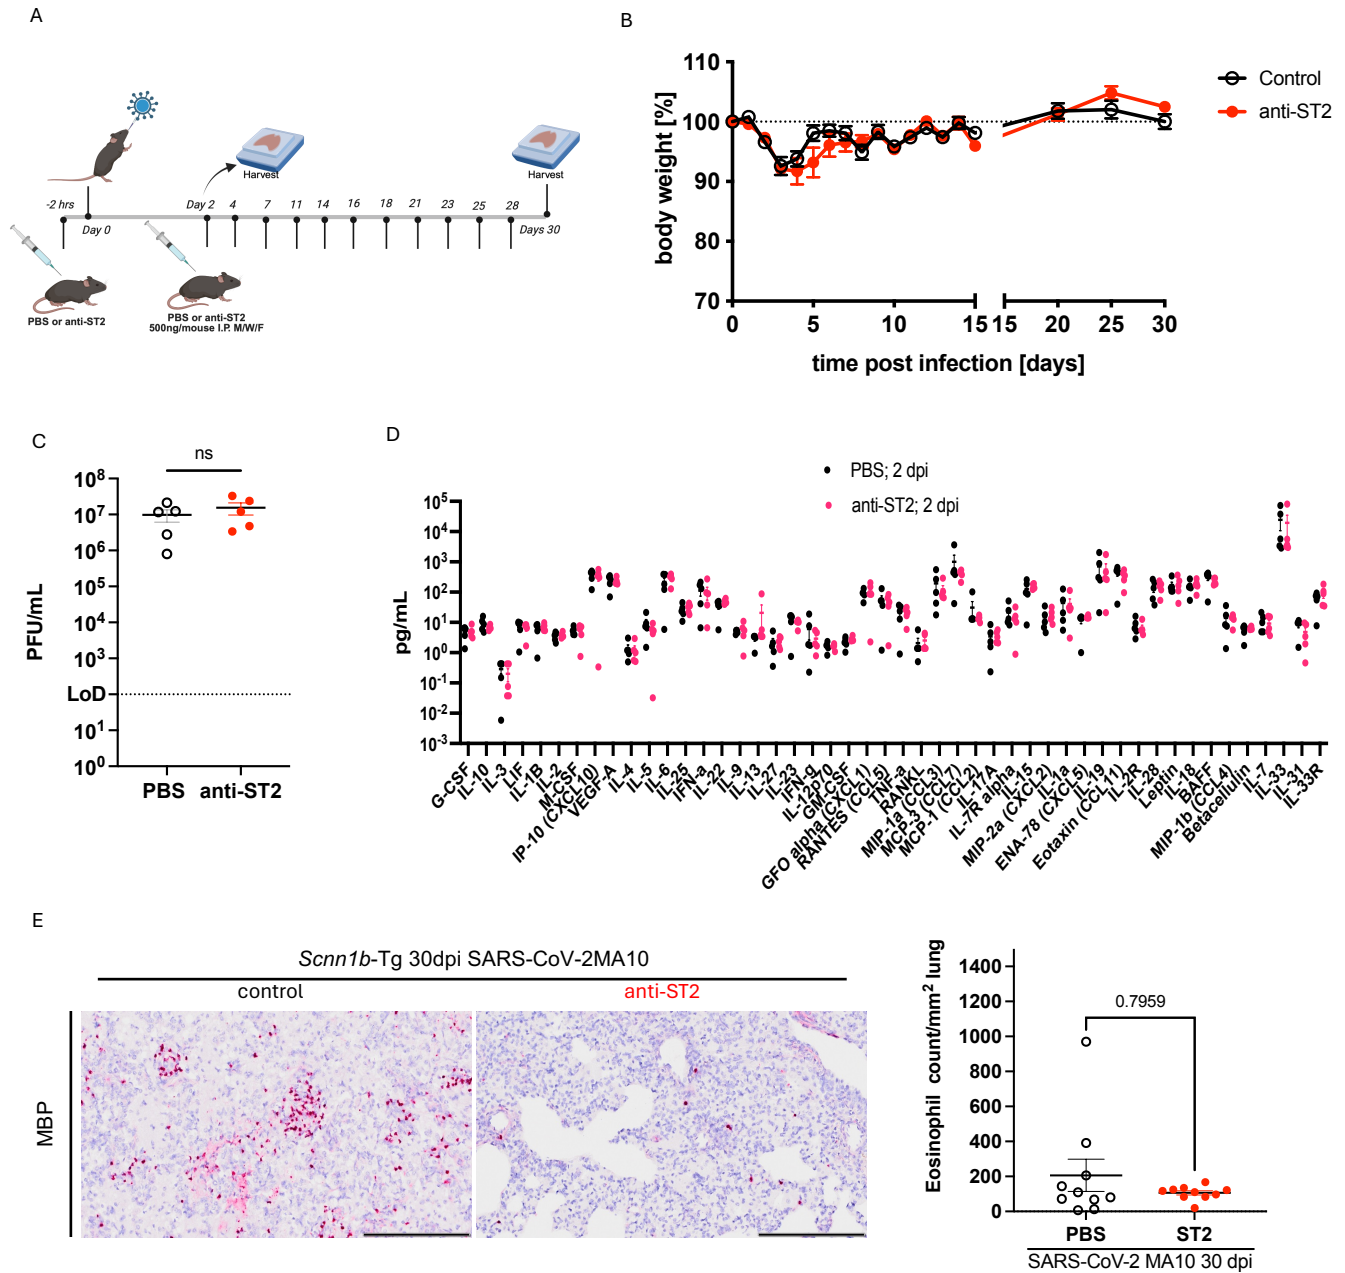 A
-2 hrs
Day 0
Day 2 4 7 11 14 16 18 21 23 25 28
Days 30
Harvest
Harvest
PBS or anti-ST2
PBS or anti-ST2
500ng/mouse I.P. M/W/F
B
110
100
90
80
70
body weight [%]
0 5 10 15 15 20 25 30
time post infection [days]
Control
anti-ST2
C
ns
10⁸
10⁷
10⁶
10⁵
10⁴
10³
LoD
10¹
10⁰
PFU/mL
PBS anti-ST2
D
PBS; 2 dpi
anti-ST2; 2 dpi
10⁵
10⁴
10³
10²
10¹
10⁰
10⁻¹
10⁻²
10⁻³
pg/mL
G-CSF
IL-10
IL-3
LIF
IL-1B
IL-2
M-CSF
IP-10 (CXCL10)
VEGF-A
IL-4
IL-5
IL-6
IL-25
IFN-a
IL-22
IL-9
IL-13
IL-27
IL-23
IFN-g
IL-12p70
GM-CSF
GFO alpha (CXCL1)
RANTES (CCL5)
TNF-a
RANKL
MIP-1a (CCL3)
MCP-3 (CCL7)
MCP-1 (CCL2)
IL-17A
IL-7R alpha
IL-15
MIP-2a (CXCL2)
IL-1a
ENA-78 (CXCL5)
IL-19
Eotaxin (CCL11)
IL-2R
IL-28
Leptin
IL-18
BAFF
MIP-1b (CCL4)
Betacellulin
IL-7
IL-33
IL-31
IL-33R
E
Scnn1b-Tg 30dpi SARS-CoV-2MA10
control
anti-ST2
MBP
1400
1200
1000
800
600
400
200
0
Eosinophil count/mm² lung
0.7959
PBS ST2
SARS-CoV-2 MA10 30 dpi